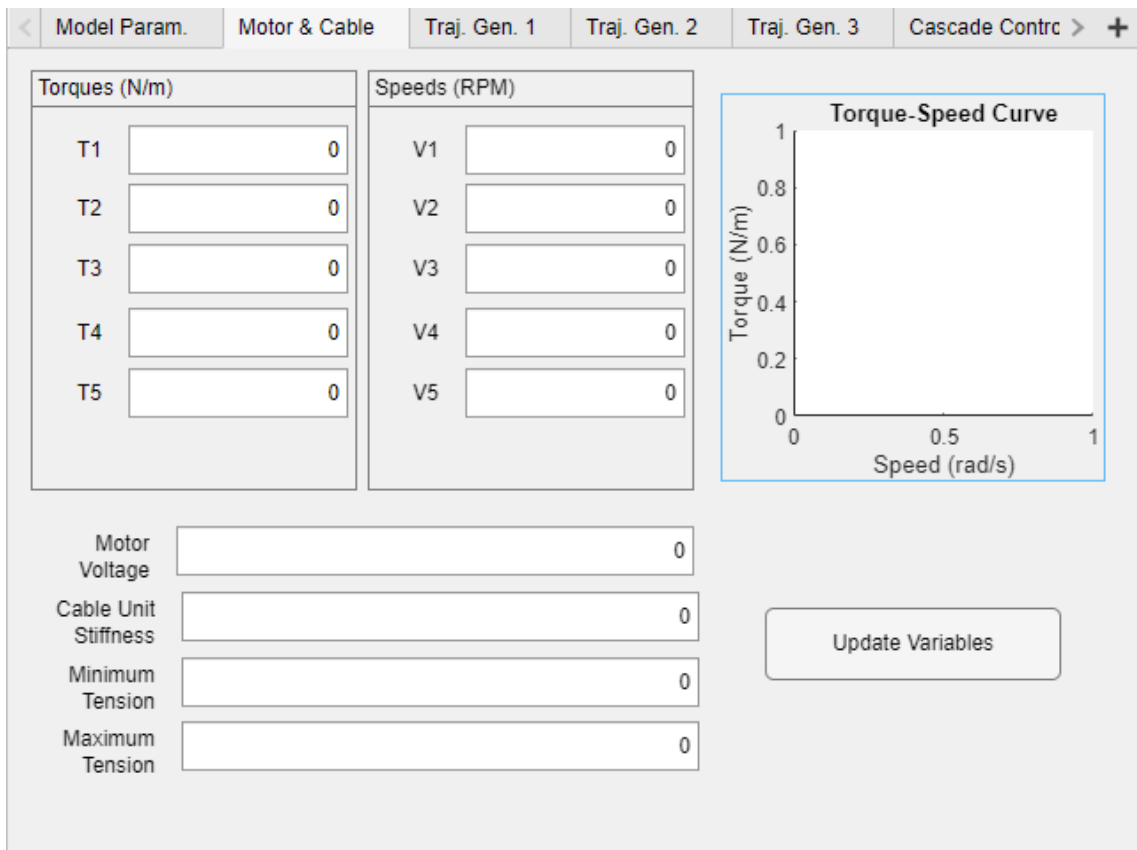 Model Param.
Motor & Cable
Traj. Gen. 1
Traj. Gen. 2
Traj. Gen. 3
Cascade Contrc
Torques (N/m)
T1 0
T2 0
T3 0
T4 0
T5 0
Speeds (RPM)
V1 0
V2 0
V3 0
V4 0
V5 0
Torque-Speed Curve
Torque (N/m)
1
0.8
0.6
0.4
0.2
0
0 0.5 1
Speed (rad/s)
Motor
Voltage
0
Cable Unit
Stiffness
0
Minimum
Tension
0
Maximum
Tension
0
Update Variables